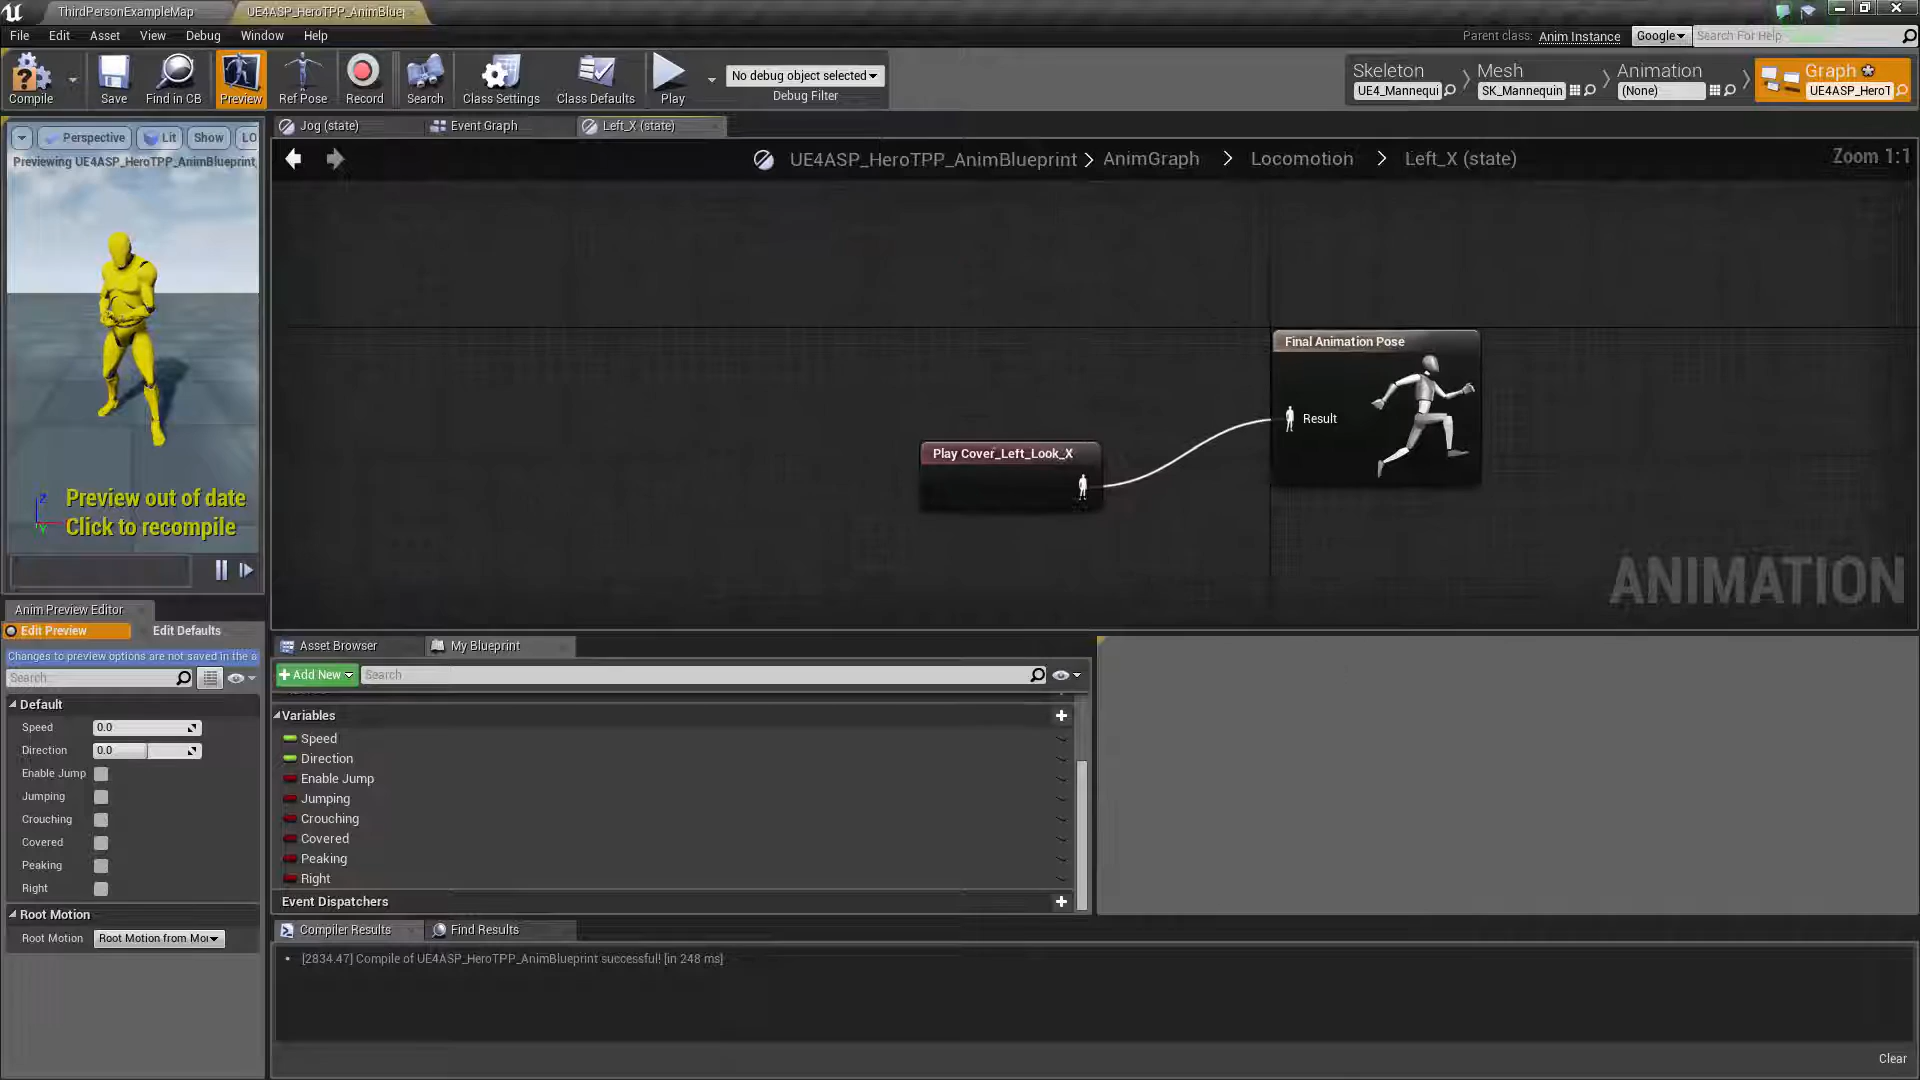 ThirdPersonExampleMap
UE4ASP_HeroTPP_AnimBluep
File Edit Asset View Debug Window Help
Parent class: Anim Instance Google Search For Help
Compile Save Find in CB Preview Ref Pose Record Search Class Settings Class Defaults Play
No debug object selected
Debug Filter
Skeleton Mesh Animation Graph
UE4_Mannequi SK_Mannequin (None) UE4ASP_HeroT
Perspective Lit Show LO
Previewing UE4ASP_HeroTPP_AnimBlueprint
Jog (state) Event Graph Left_X (state)
UE4ASP_HeroTPP_AnimBlueprint AnimGraph Locomotion Left_X (state)
Zoom 1:1
Final Animation Pose
Result
Play Cover_Left_Look_X
Preview out of date
Click to recompile
Z
Y
ANIMATION
Anim Preview Editor
Edit Preview Edit Defaults
Changes to preview options are not saved in the a
Search
Default
Speed 0.0
Direction 0.0
Enable Jump
Jumping
Crouching
Covered
Peaking
Right
Root Motion
Root Motion Root Motion from Mo
Asset Browser My Blueprint
Add New Search
Variables
Speed
Direction
Enable Jump
Jumping
Crouching
Covered
Peaking
Right
Event Dispatchers
Compiler Results Find Results
[2834.47] Compile of UE4ASP_HeroTPP_AnimBlueprint successful! [in 248 ms]
Clear